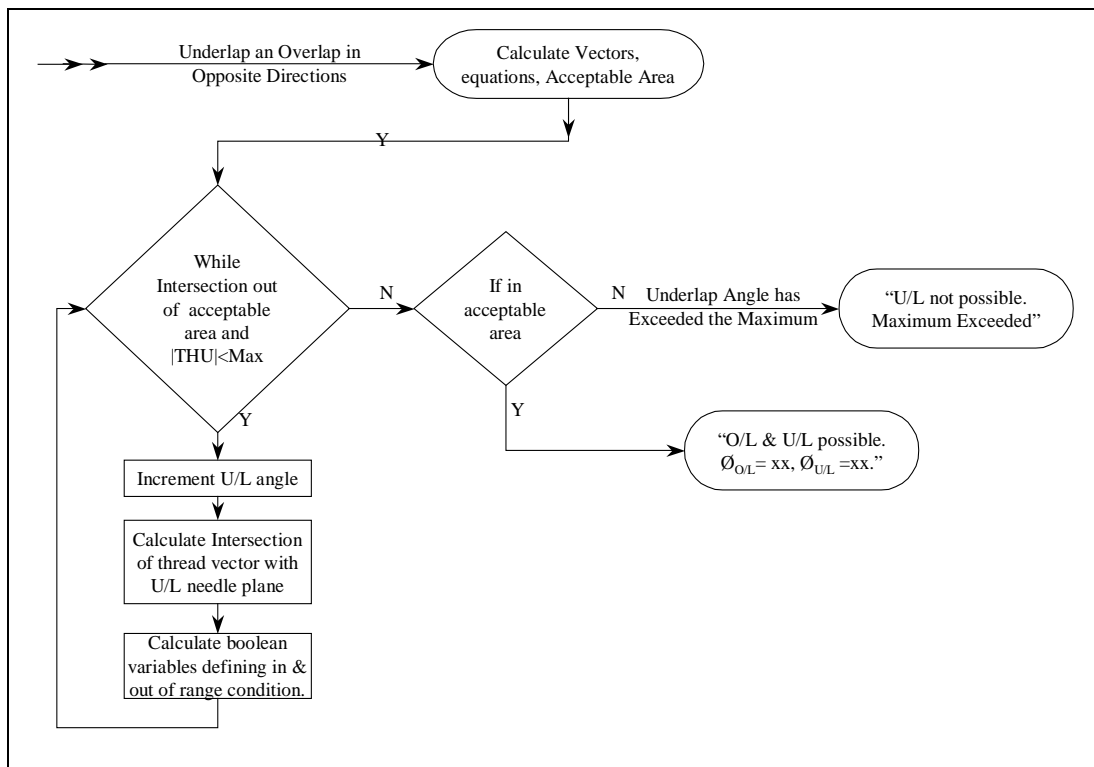 Underlap an Overlap in
Opposite Directions
Calculate Vectors,
equations, Acceptable Area
Y
While
Intersection out
of acceptable
area and
|THU|<Max
N
If in
acceptable
area
N
Underlap Angle has
Exceeded the Maximum
“U/L not possible.
Maximum Exceeded”
Y
Y
“O/L & U/L possible.
Ø_O/L= xx, Ø_U/L =xx.”
Increment U/L angle
Calculate Intersection
of thread vector with
U/L needle plane
Calculate boolean
variables defining in &
out of range condition.